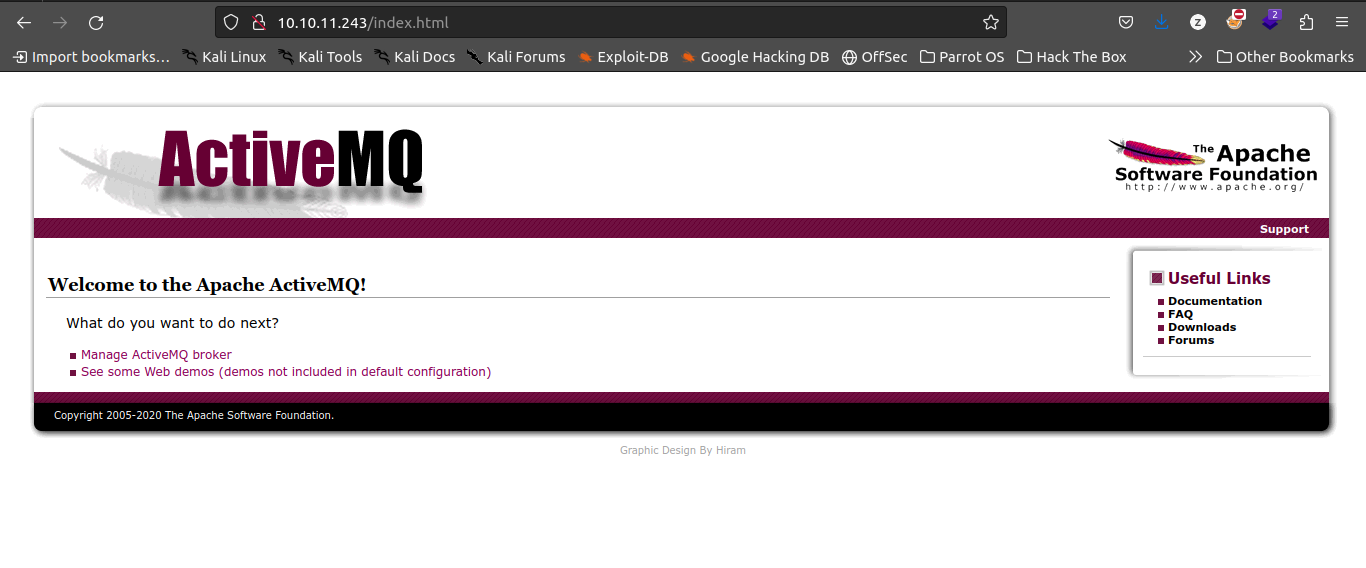 10.10.11.243/index.html
Z
2
Import bookmarks... Kali Linux Kali Tools Kali Docs Kali Forums Exploit-DB Google Hacking DB OffSec Parrot OS Hack The Box Other Bookmarks
ActiveMQ
The Apache
Software Foundation
http://www.apache.org/
Support
Welcome to the Apache ActiveMQ!
What do you want to do next?
Manage ActiveMQ broker
See some Web demos (demos not included in default configuration)
Useful Links
Documentation
FAQ
Downloads
Forums
Copyright 2005-2020 The Apache Software Foundation.
Graphic Design By Hiram